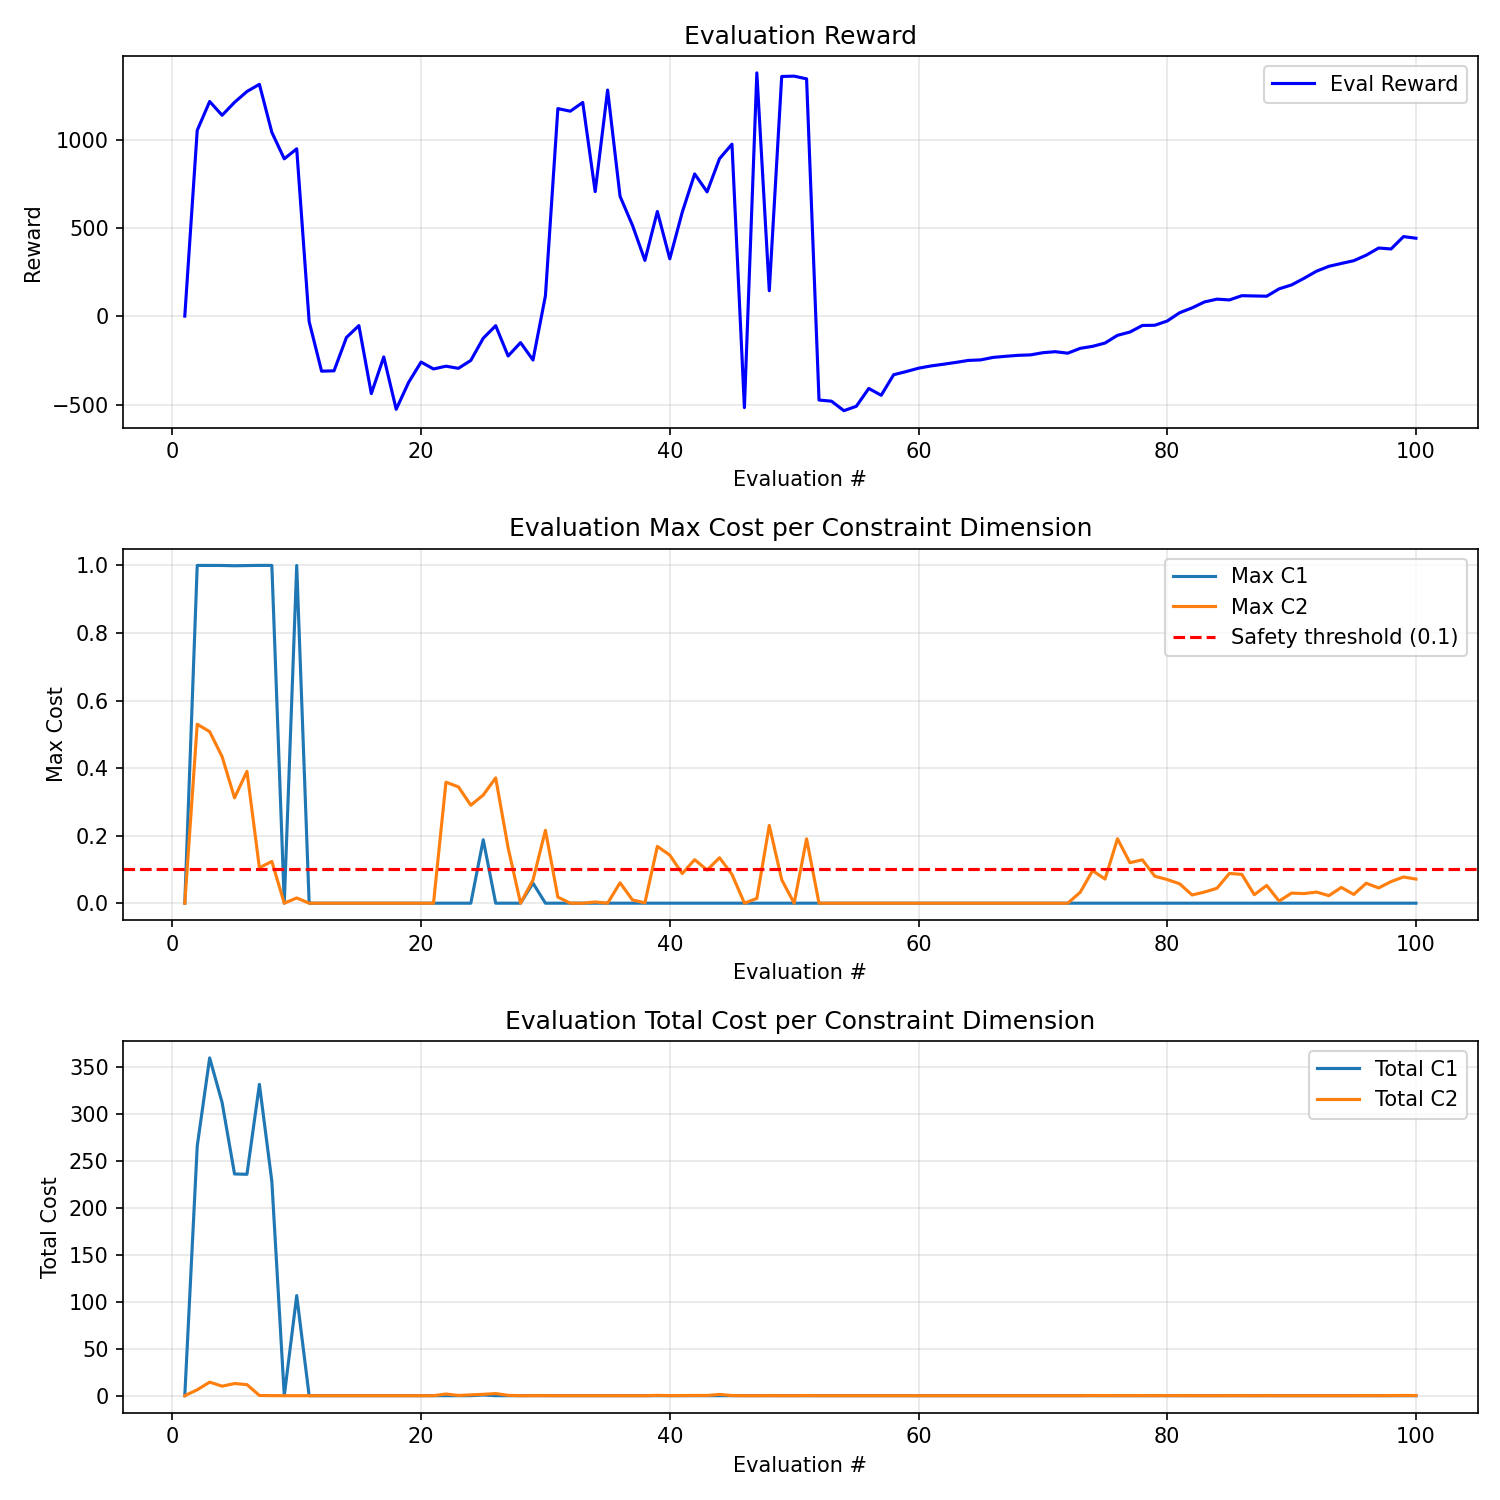 Evaluation Reward
Eval Reward
Reward
1000
500
0
−500
0 20 40 60 80 100
Evaluation #
Evaluation Max Cost per Constraint Dimension
Max C1
Max C2
Safety threshold (0.1)
Max Cost
1.0
0.8
0.6
0.4
0.2
0.0
0 20 40 60 80 100
Evaluation #
Evaluation Total Cost per Constraint Dimension
Total C1
Total C2
Total Cost
350
300
250
200
150
100
50
0
0 20 40 60 80 100
Evaluation #